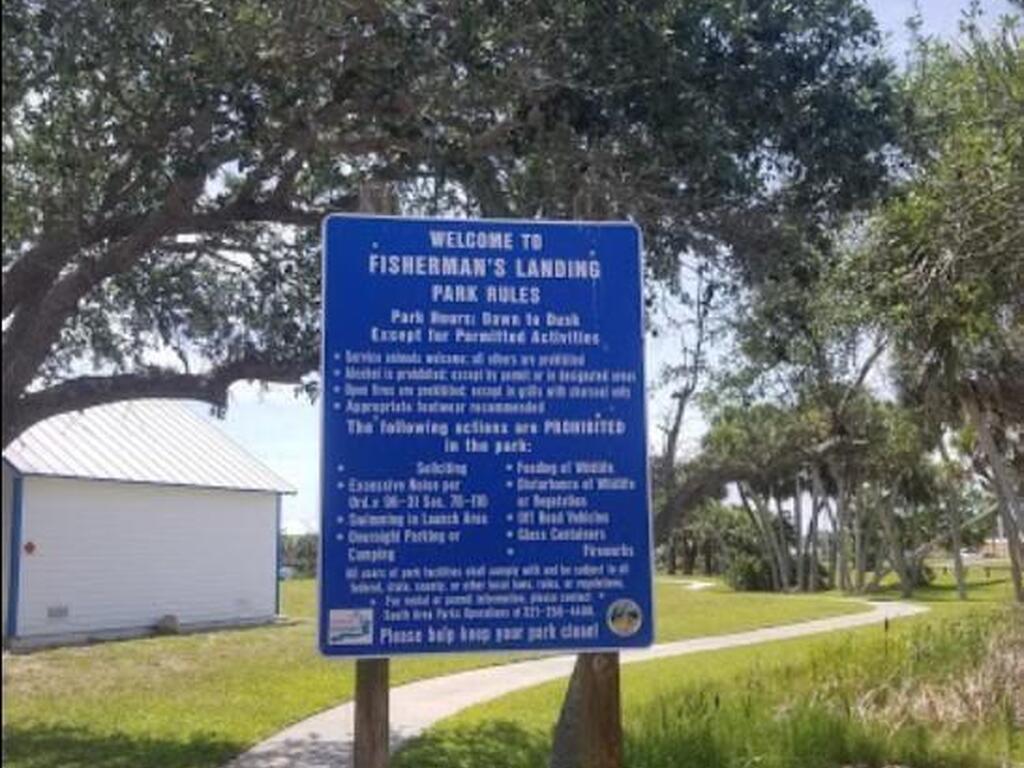 WELCOME TO
FISHERMAN'S LANDING
PARK RULES
Park Hours: Dawn to Dusk
Except for Permitted Activities
• Service animals welcome; all others are prohibited
• Alcohol is prohibited; except by permit or in designated areas
• Open fires are prohibited; except in grills with charcoal only
• Appropriate footwear recommended
The following actions are PROHIBITED
in the park:
• Soliciting
• Excessive Noise per
Ord.# 96-31 Sec. 76-116
• Swimming in Launch Area
• Overnight Parking or
Camping
• Feeding of Wildlife
• Disturbance of Wildlife
or Vegetation
• Off Road Vehicles
• Glass Containers
• Fireworks
All users of park facilities shall comply with and be subject to all
federal, state, county, or other local laws, rules, or regulations.
• For rental or permit information, please contact: •
South Area Parks Operations at
Please help keep your park clean!